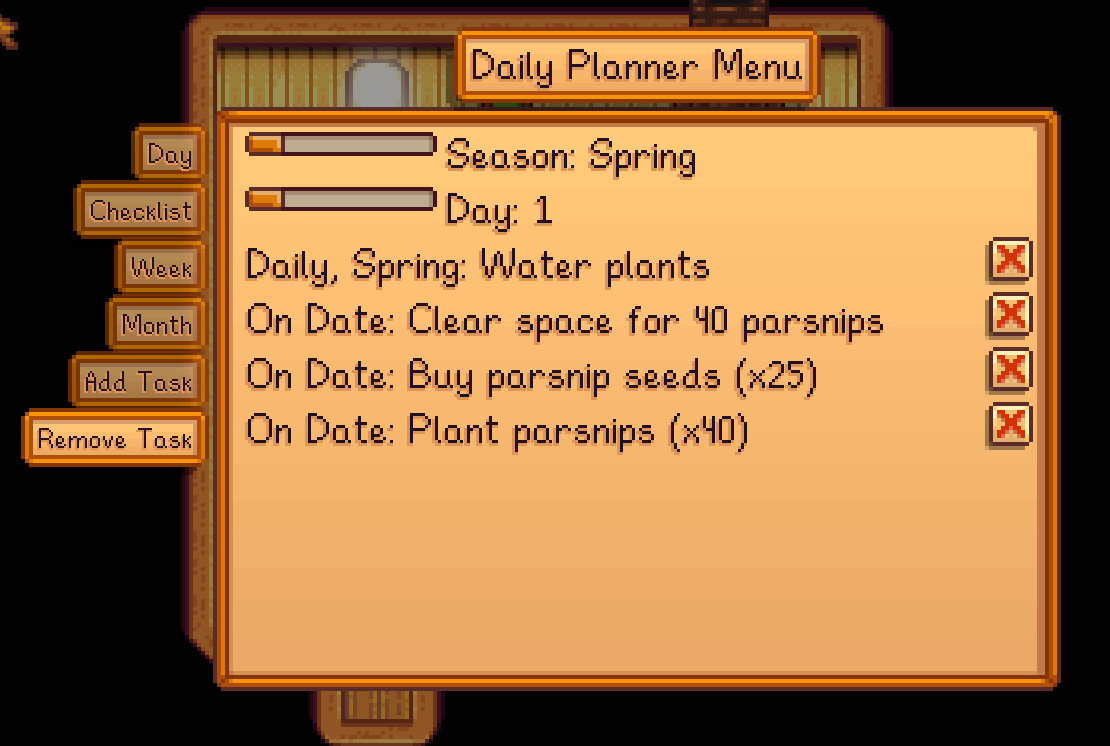 Daily Planner Menu
Day
Checklist
Week
Month
Add Task
Remove Task
Season: Spring
Day: 1
Daily, Spring: Water plants
On Date: Clear space for 40 parsnips
On Date: Buy parsnip seeds (x25)
On Date: Plant parsnips (x40)